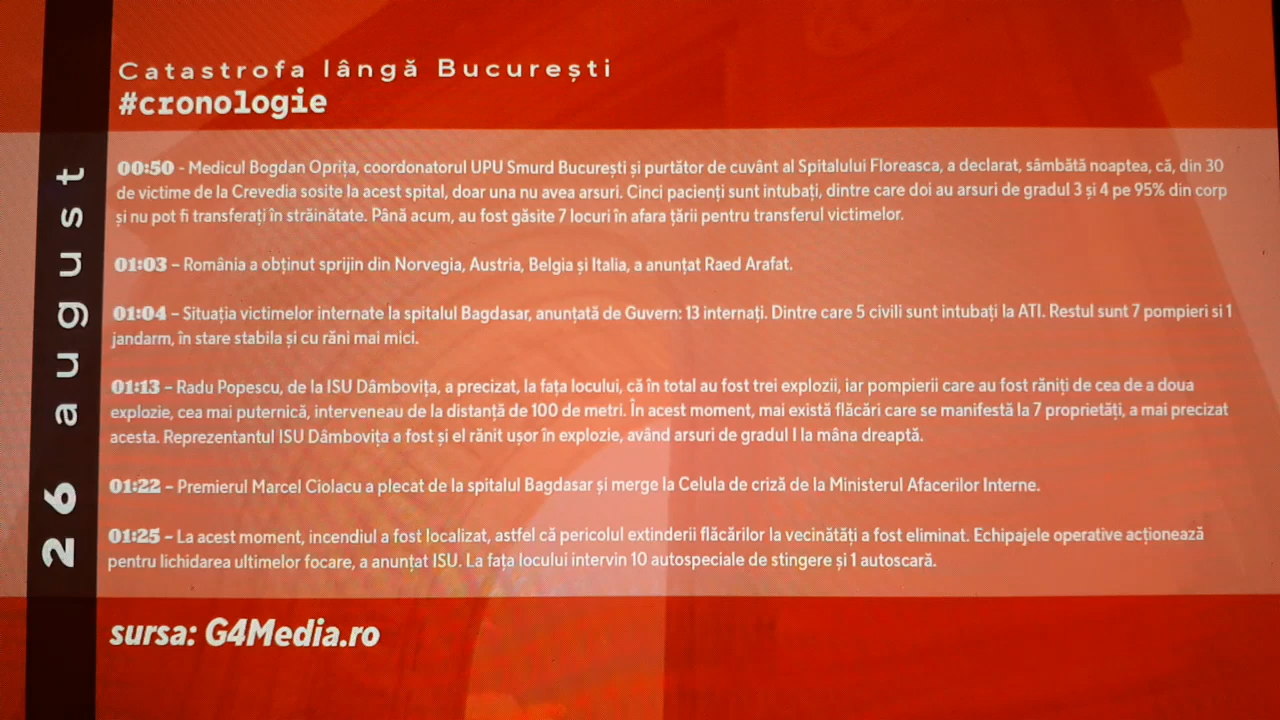 Catastrofa lângă București
#cronologie
26 august
00:50 - Medicul Bogdan Oprița, coordonatorul UPU Smurd București și purtător de cuvânt al Spitalului Floreasca, a declarat, sâmbătă noaptea, că, din 30
de victime de la Crevedia sosite la acest spital, doar una nu avea arsuri. Cinci pacienți sunt intubați, dintre care doi au arsuri de gradul 3 și 4 pe 95% din corp
și nu pot fi transferați în străinătate. Până acum, au fost găsite 7 locuri în afara țării pentru transferul victimelor.
01:03 – România a obținut sprijin din Norvegia, Austria, Belgia și Italia, a anunțat Raed Arafat.
01:04 – Situația victimelor internate la spitalul Bagdasar, anunțată de Guvern: 13 internați. Dintre care 5 civili sunt intubați la ATI. Restul sunt 7 pompieri si 1
jandarm, în stare stabila și cu răni mai mici.
01:13 – Radu Popescu, de la ISU Dâmbovița, a precizat, la fața locului, că în total au fost trei explozii, iar pompierii care au fost răniți de cea de a doua
explozie, cea mai puternică, interveneau de la distanță de 100 de metri. În acest moment, mai există flăcări care se manifestă la 7 proprietăți, a mai precizat
acesta. Reprezentantul ISU Dâmbovița a fost și el rănit ușor în explozie, având arsuri de gradul I la mâna dreaptă.
01:22 – Premierul Marcel Ciolacu a plecat de la spitalul Bagdasar și merge la Celula de criză de la Ministerul Afacerilor Interne.
01:25 – La acest moment, incendiul a fost localizat, astfel că pericolul extinderii flăcărilor la vecinătăți a fost eliminat. Echipajele operative acționează
pentru lichidarea ultimelor focare, a anunțat ISU. La fața locului intervin 10 autospeciale de stingere și 1 autoscară.
sursa: G4Media.ro